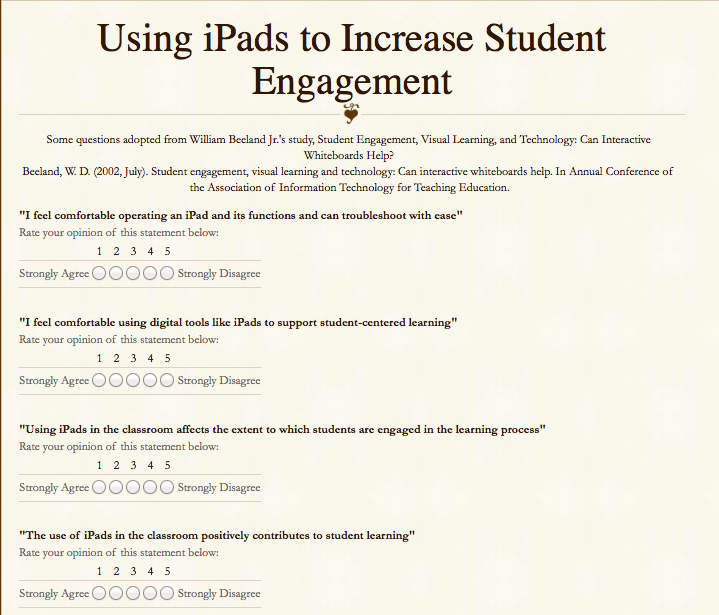 Using iPads to Increase Student
Engagement
Some questions adopted from William Beeland Jr.'s study, Student Engagement, Visual Learning, and Technology: Can Interactive
Whiteboards Help?
Beeland, W. D. (2002, July). Student engagement, visual learning and technology: Can interactive whiteboards help. In Annual Conference of
the Association of Information Technology for Teaching Education.
"I feel comfortable operating an iPad and its functions and can troubleshoot with ease"
Rate your opinion of this statement below:
1 2 3 4 5
Strongly Agree Strongly Disagree
"I feel comfortable using digital tools like iPads to support student-centered learning"
Rate your opinion of this statement below:
1 2 3 4 5
Strongly Agree Strongly Disagree
"Using iPads in the classroom affects the extent to which students are engaged in the learning process"
Rate your opinion of this statement below:
1 2 3 4 5
Strongly Agree Strongly Disagree
"The use of iPads in the classroom positively contributes to student learning"
Rate your opinion of this statement below:
1 2 3 4 5
Strongly Agree Strongly Disagree